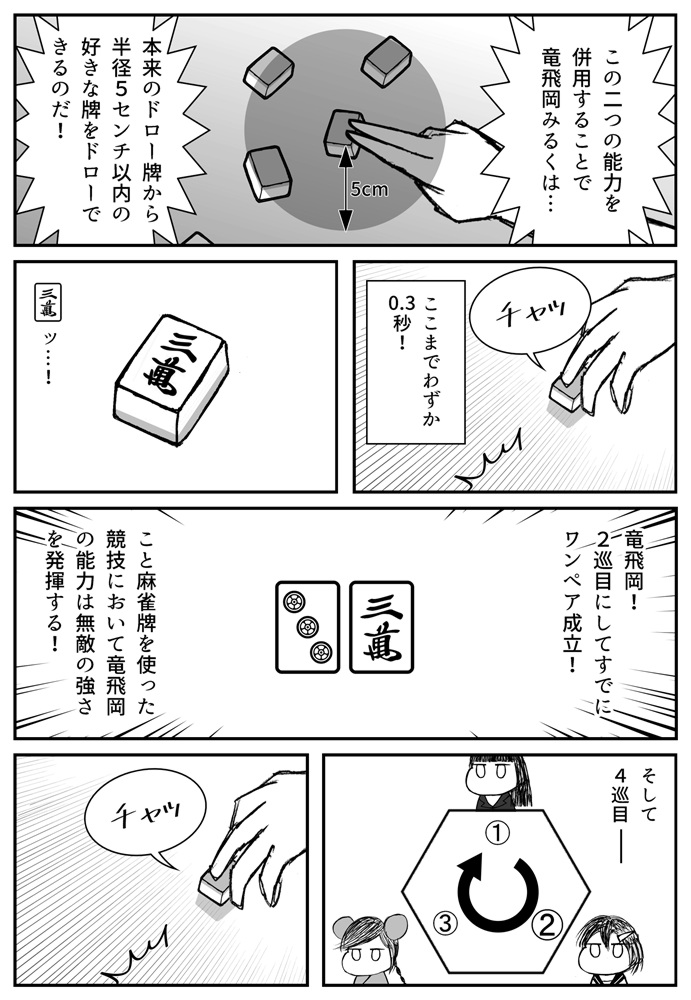 この二つの能力を
併用することで
竜飛岡みるくは…
5cm
本来のドロー牌から
半径5センチ以内の
好きな牌をドローで
きるのだ！
チャッ
ここまでわずか
0.3秒！
三萬
三萬
ッ…！
竜飛岡！
2巡目にしてすでに
ワンペア成立！
三萬
こと麻雀牌を使った
競技において竜飛岡
の能力は無敵の強さ
を発揮する！
そして
4巡目――
①
②
③
チャッ